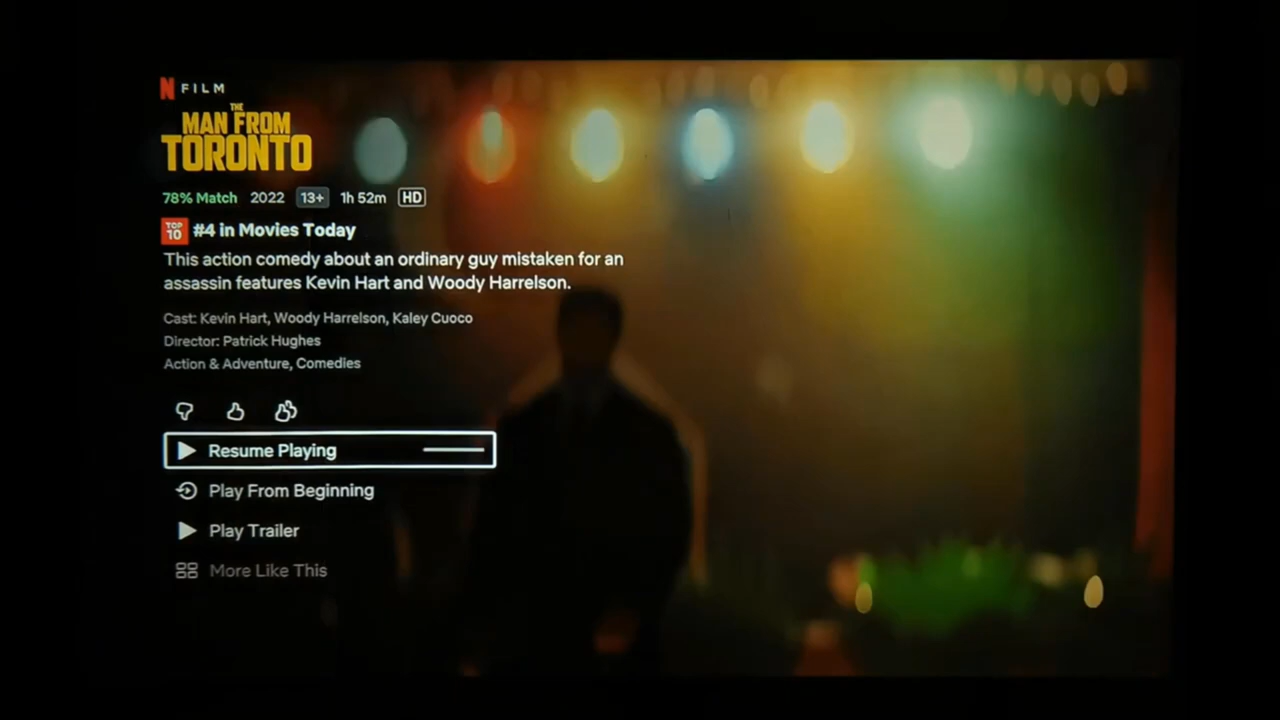 N FILM
THE
MAN FROM
TORONTO
78% Match 2022 13+ 1h 52m HD
TOP 10 #4 in Movies Today
This action comedy about an ordinary guy mistaken for an
assassin features Kevin Hart and Woody Harrelson.
Cast: Kevin Hart, Woody Harrelson, Kaley Cuoco
Director: Patrick Hughes
Action & Adventure, Comedies
Resume Playing
Play From Beginning
Play Trailer
More Like This